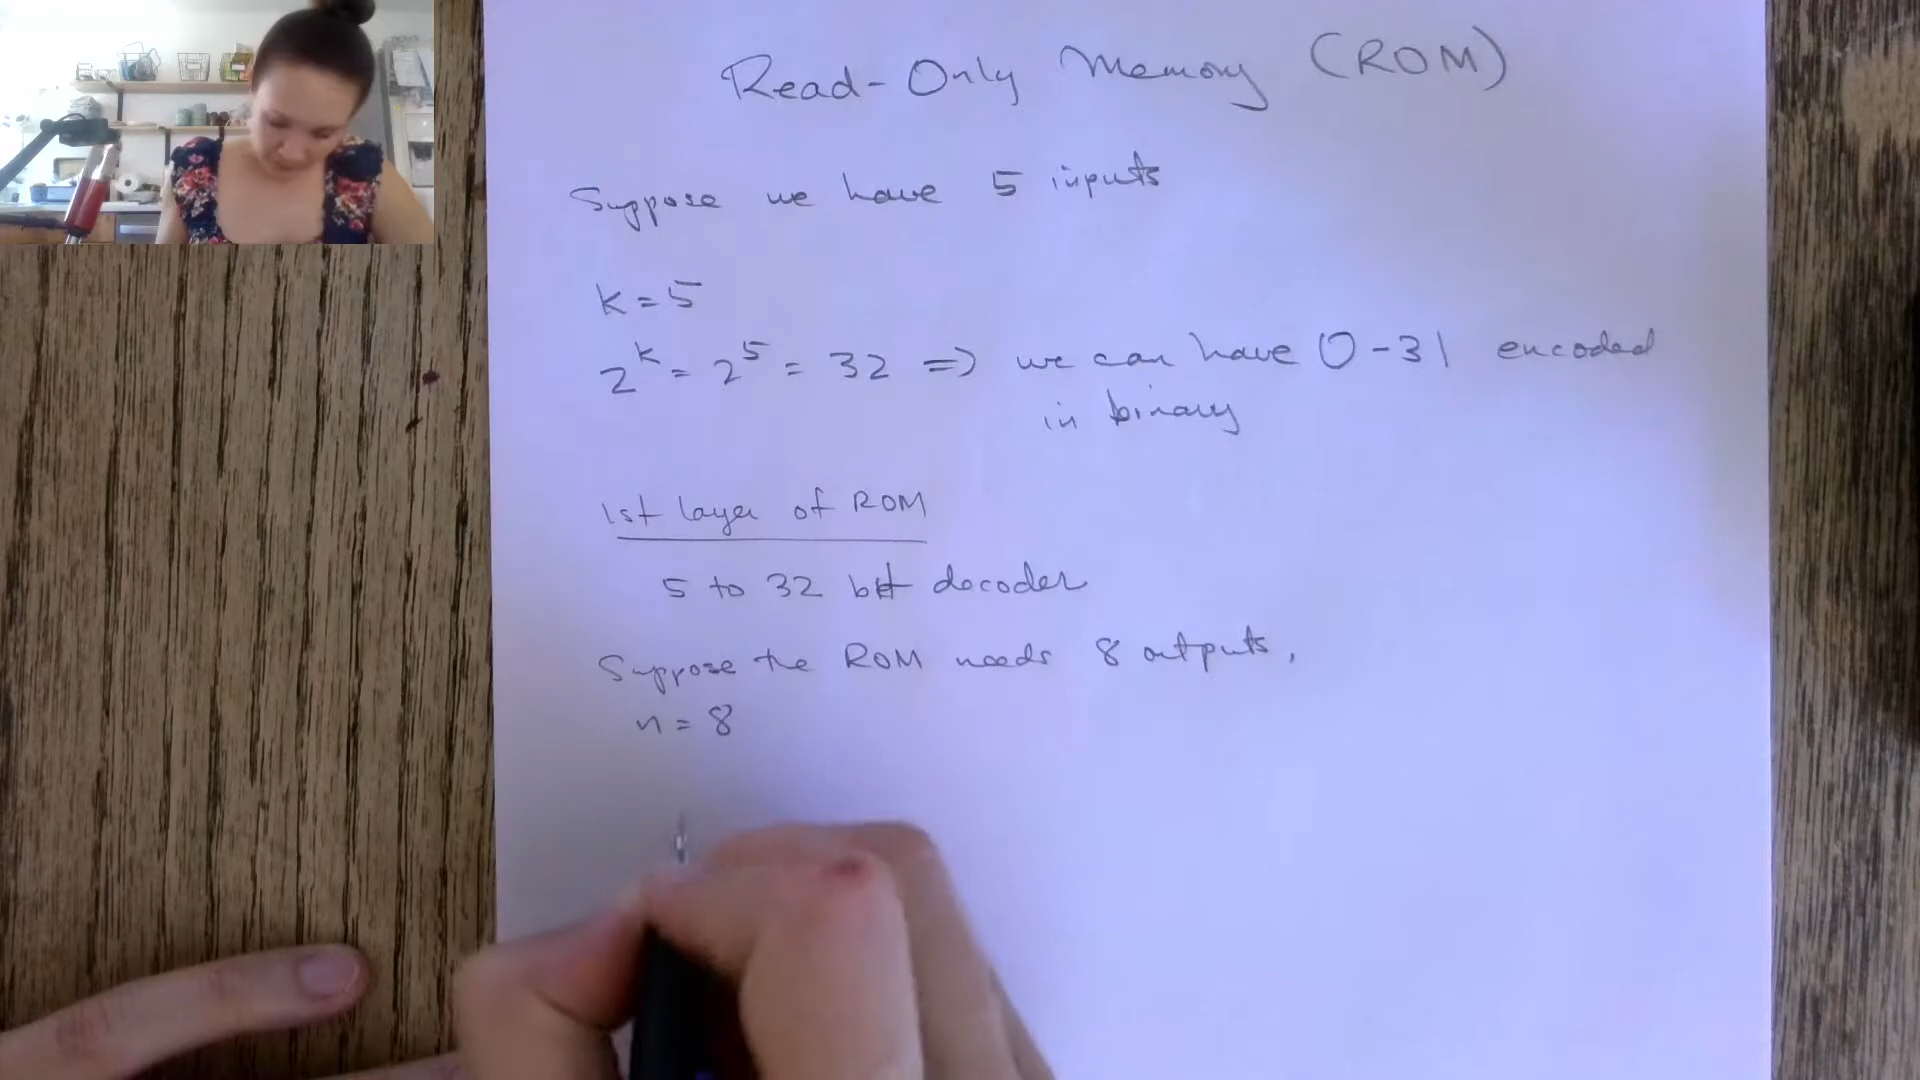 Read-Only Memory (ROM)
Suppose we have 5 inputs
k = 5
2^k = 2^5 = 32 => we can have 0-31 encoded
in binary
1st layer of ROM
5 to 32 bit decoder
Suppose the ROM needs 8 outputs,
n = 8